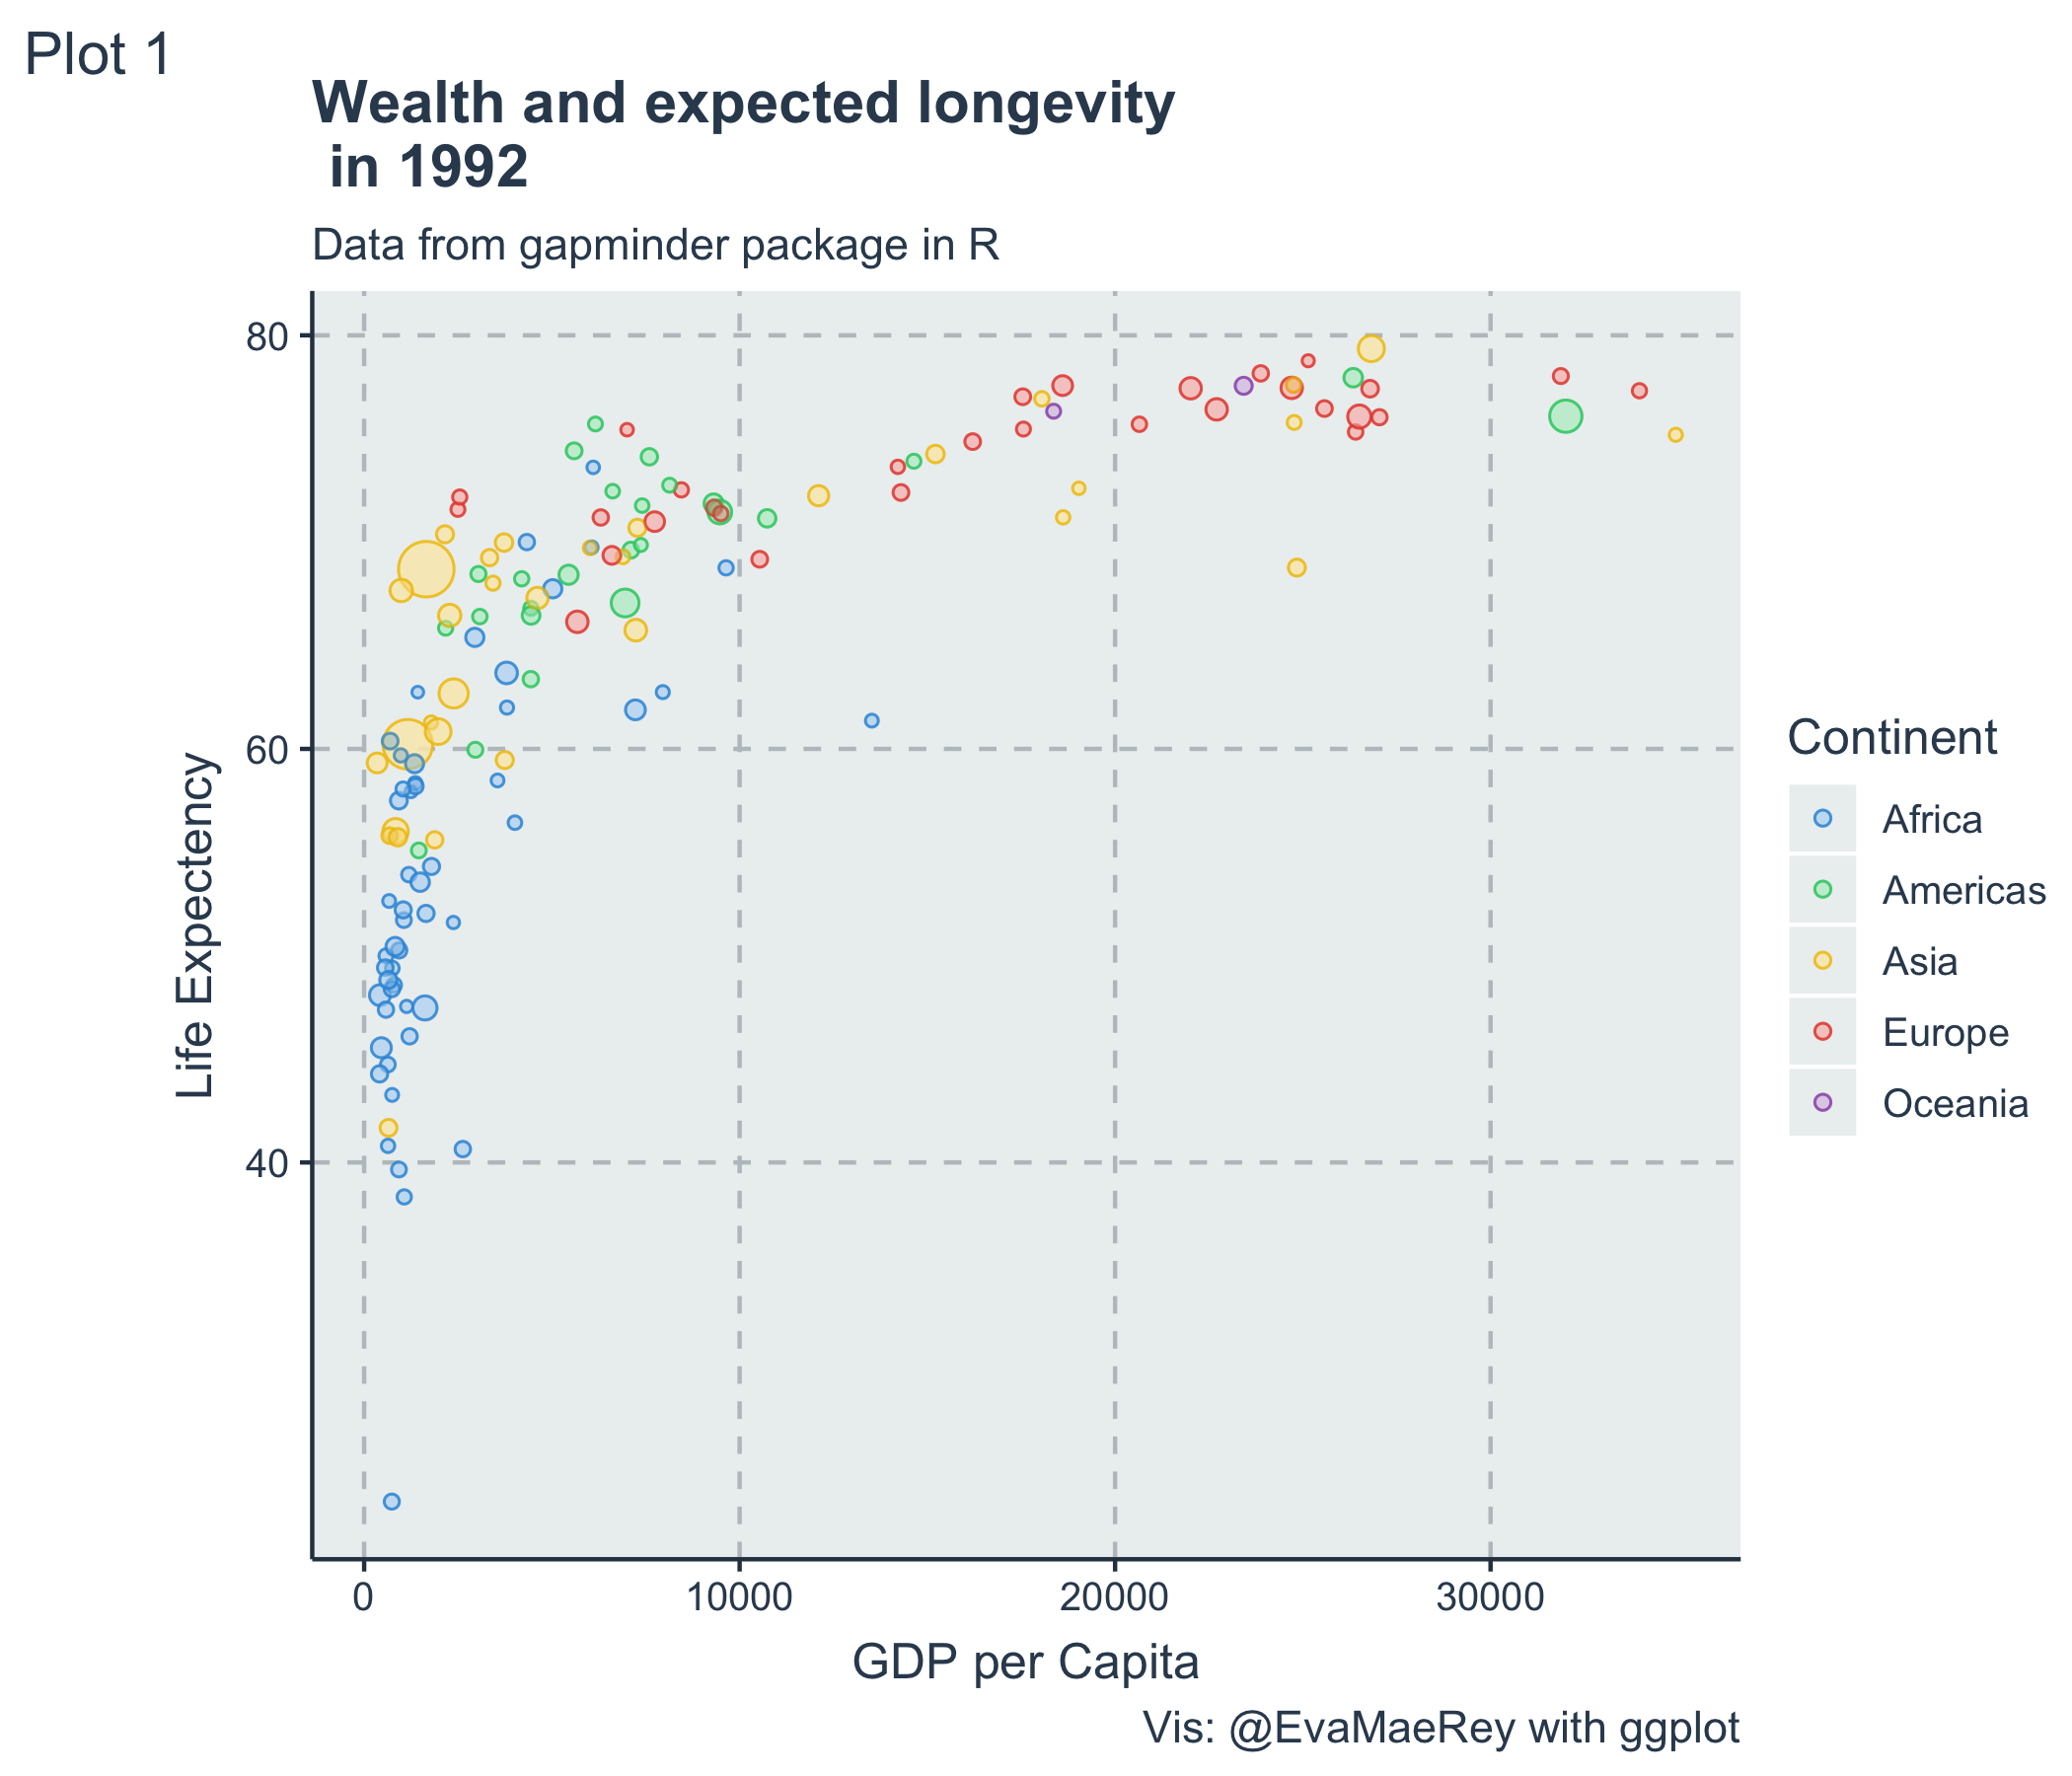 Plot 1
Wealth and expected longevity
in 1992
Data from gapminder package in R
80
60
40
Life Expectency
0 10000 20000 30000
GDP per Capita
Continent
Africa
Americas
Asia
Europe
Oceania
Vis: @EvaMaeRey with ggplot